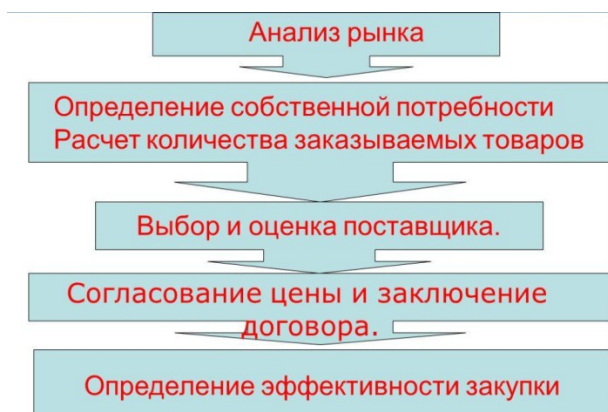 Анализ рынка
Определение собственной потребности
Расчет количества заказываемых товаров
Выбор и оценка поставщика.
Согласование цены и заключение
договора.
Определение эффективности закупки